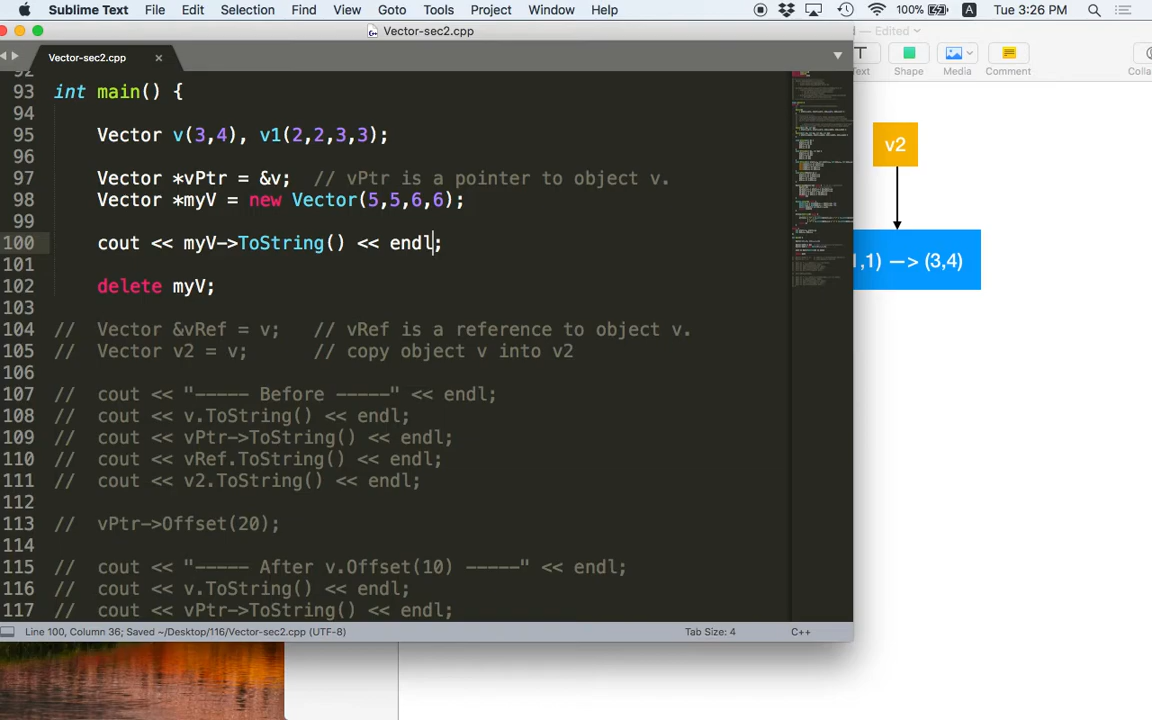 Sublime Text File Edit Selection Find View Goto Tools Project Window Help 100% A Tue 3:26 PM
Vector-sec2.cpp
— Edited
Vector-sec2.cpp
Text Shape Media Comment
93 int main() {
94
95 Vector v(3,4), v1(2,2,3,3);
96
97 Vector *vPtr = &v; // vPtr is a pointer to object v.
98 Vector *myV = new Vector(5,5,6,6);
99
100 cout << myV->ToString() << endl;
101
102 delete myV;
103
104 // Vector &vRef = v; // vRef is a reference to object v.
105 // Vector v2 = v; // copy object v into v2
106
107 // cout << "----- Before -----" << endl;
108 // cout << v.ToString() << endl;
109 // cout << vPtr->ToString() << endl;
110 // cout << vRef.ToString() << endl;
111 // cout << v2.ToString() << endl;
112
113 // vPtr->Offset(20);
114
115 // cout << "----- After v.Offset(10) -----" << endl;
116 // cout << v.ToString() << endl;
117 // cout << vPtr->ToString() << endl;
Line 100, Column 36; Saved ~/Desktop/116/Vector-sec2.cpp (UTF-8) Tab Size: 4 C++
v2
1,1) —> (3,4)